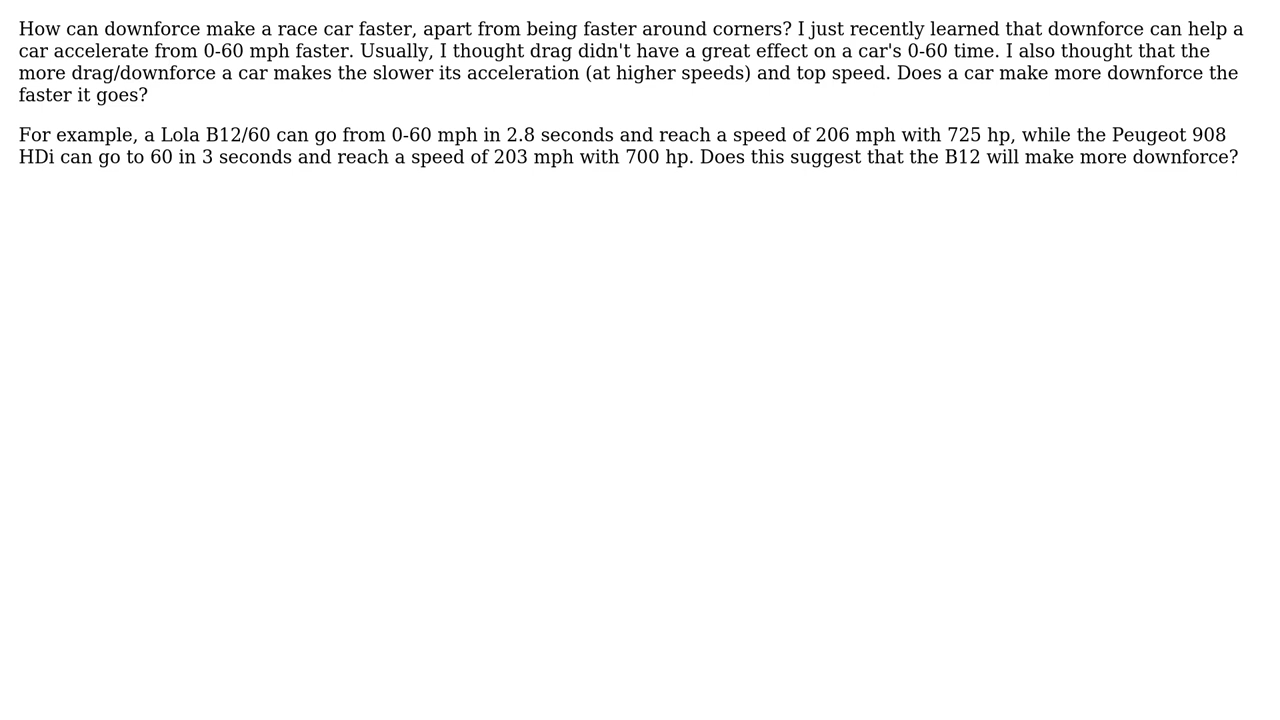 How can downforce make a race car faster, apart from being faster around corners? I just recently learned that downforce can help a
car accelerate from 0-60 mph faster. Usually, I thought drag didn't have a great effect on a car's 0-60 time. I also thought that the
more drag/downforce a car makes the slower its acceleration (at higher speeds) and top speed. Does a car make more downforce the
faster it goes?
For example, a Lola B12/60 can go from 0-60 mph in 2.8 seconds and reach a speed of 206 mph with 725 hp, while the Peugeot 908
HDi can go to 60 in 3 seconds and reach a speed of 203 mph with 700 hp. Does this suggest that the B12 will make more downforce?